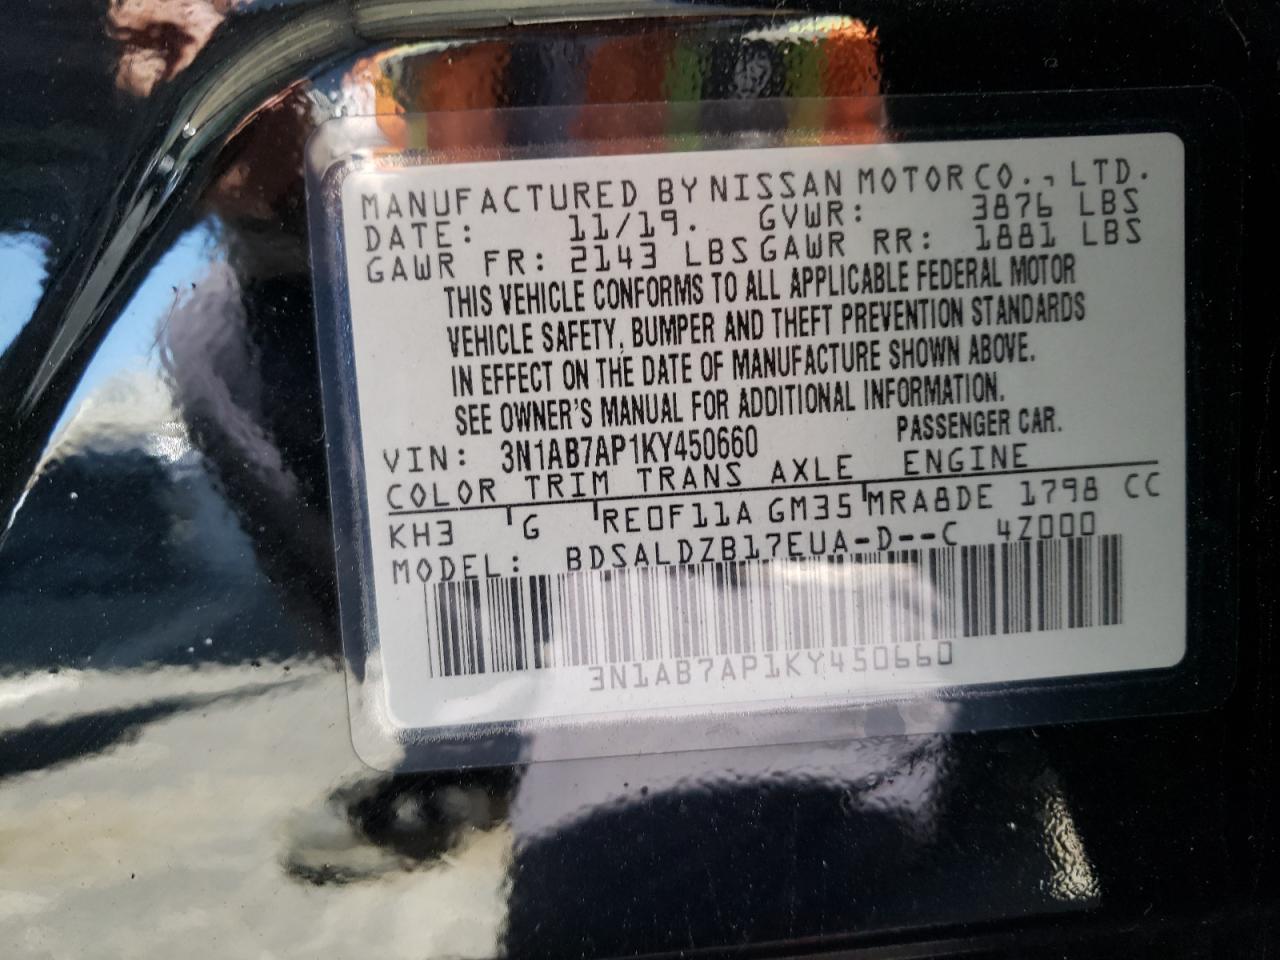 MANUFACTURED BY NISSAN MOTOR CO., LTD.
DATE: 11/19. GVWR: 3876 LBS
GAWR FR: 2143 LBS GAWR RR: 1881 LBS
THIS VEHICLE CONFORMS TO ALL APPLICABLE FEDERAL MOTOR
VEHICLE SAFETY, BUMPER AND THEFT PREVENTION STANDARDS
IN EFFECT ON THE DATE OF MANUFACTURE SHOWN ABOVE.
SEE OWNER'S MANUAL FOR ADDITIONAL INFORMATION.
VIN: 3N1AB7AP1KY450660 PASSENGER CAR.
COLOR TRIM TRANS AXLE ENGINE
KH3 G RE0F11A GM35 MRA8DE 1798 CC
MODEL: BDSALDZB17EUA-D--C 4Z000
3N1AB7AP1KY450660